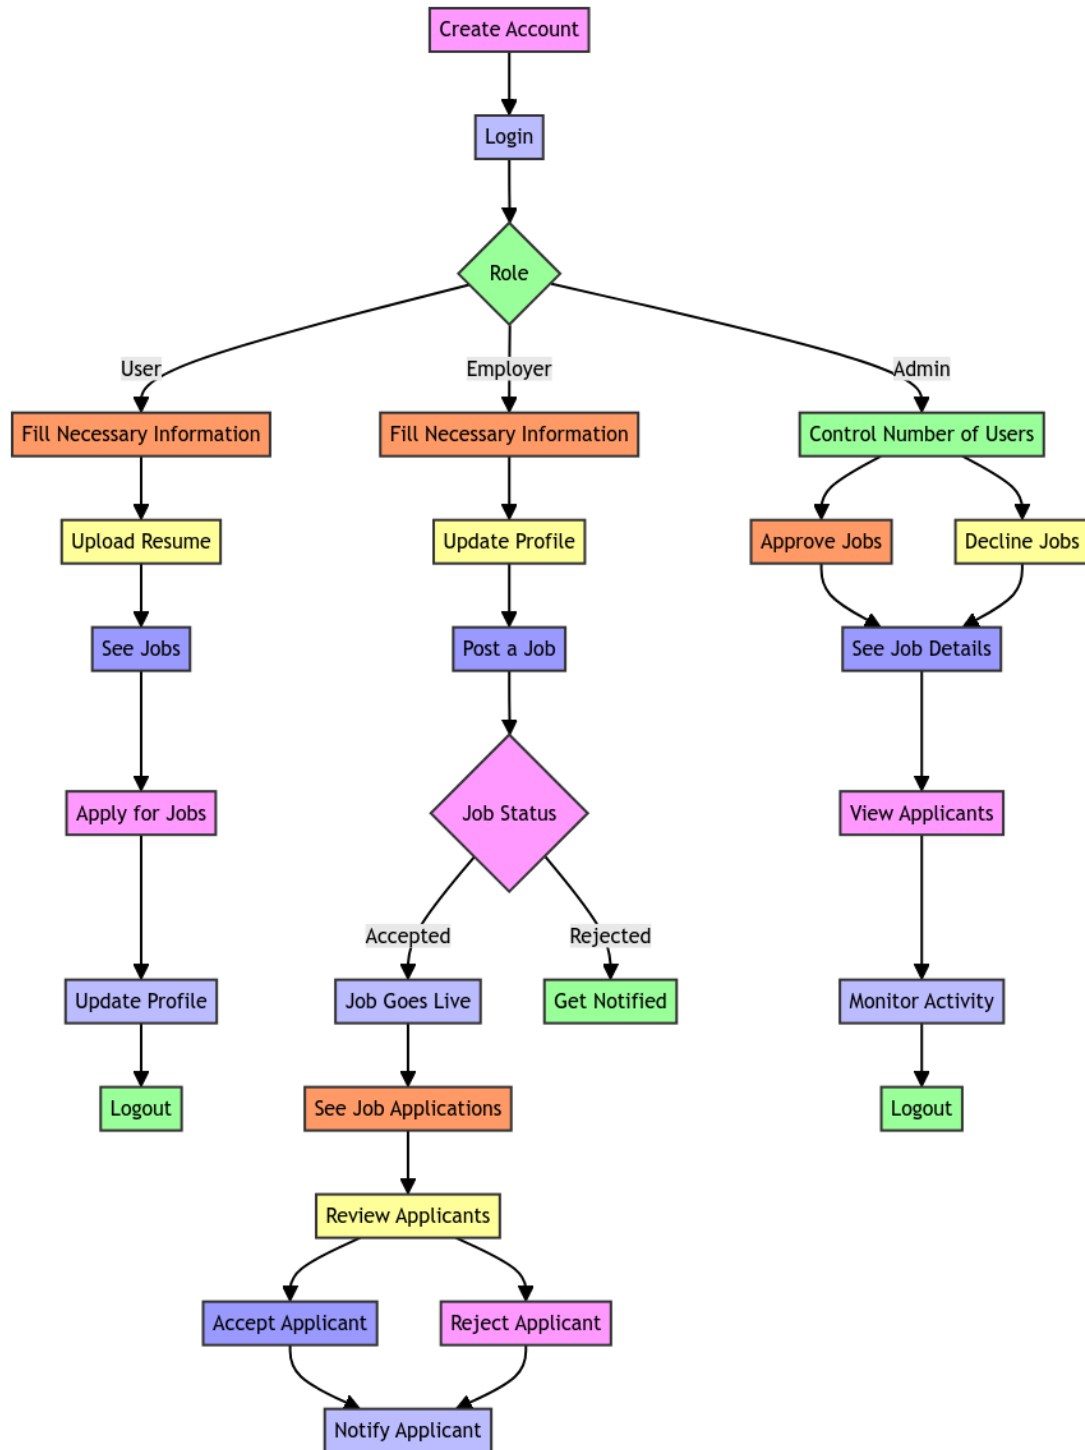 Create Account
Login
Role
User
Employer
Admin
Fill Necessary Information
Fill Necessary Information
Control Number of Users
Upload Resume
Update Profile
Approve Jobs
Decline Jobs
See Jobs
Post a Job
See Job Details
Apply for Jobs
Job Status
View Applicants
Accepted
Rejected
Update Profile
Job Goes Live
Get Notified
Monitor Activity
Logout
See Job Applications
Logout
Review Applicants
Accept Applicant
Reject Applicant
Notify Applicant